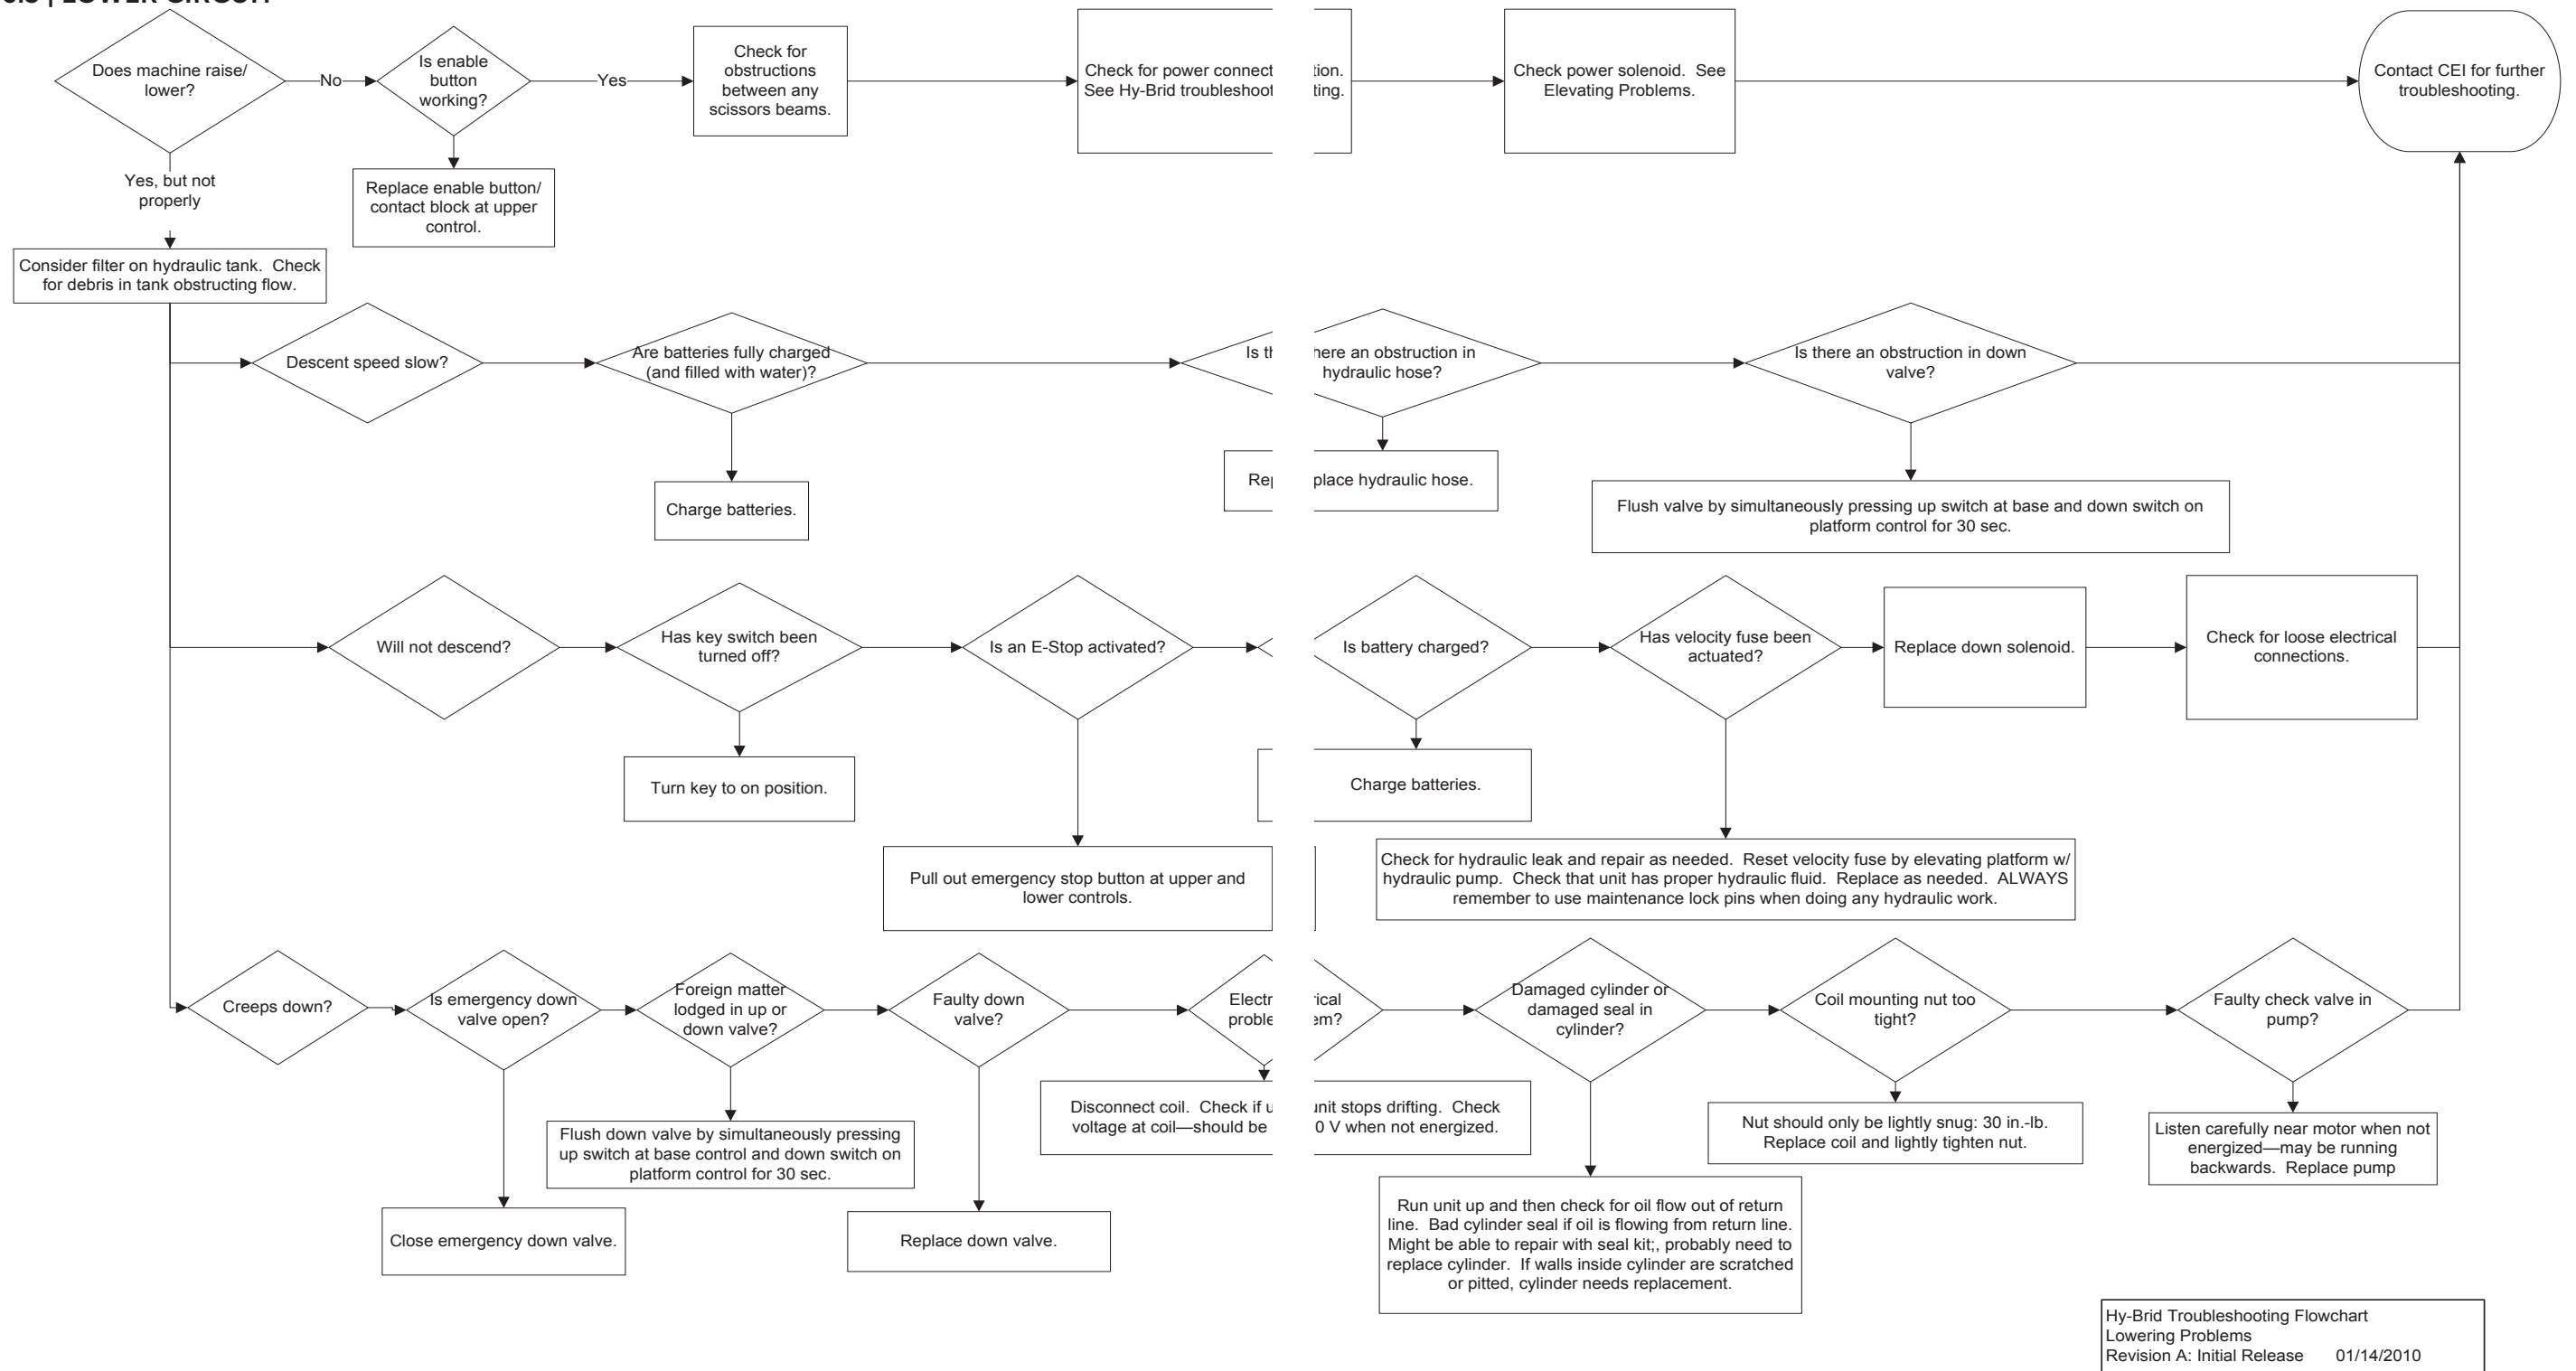 | LOWER CIRCUIT
Does machine raise/
lower?
No
Is enable
button
working?
Yes
Check for
obstructions
between any
scissors beams.
Check for power connect tion.
See Hy-Brid troubleshoot ting.
Check power solenoid. See
Elevating Problems.
Contact CEI for further
troubleshooting.
Yes, but not
properly
Replace enable button/
contact block at upper
control.
Consider filter on hydraulic tank. Check
for debris in tank obstructing flow.
Descent speed slow?
Are batteries fully charged
(and filled with water)?
Is th here an obstruction in
hydraulic hose?
Is there an obstruction in down
valve?
Charge batteries.
Rep place hydraulic hose.
Flush valve by simultaneously pressing up switch at base and down switch on
platform control for 30 sec.
Will not descend?
Has key switch been
turned off?
Is an E-Stop activated?
Is battery charged?
Has velocity fuse been
actuated?
Replace down solenoid.
Check for loose electrical
connections.
Turn key to on position.
Charge batteries.
Pull out emergency stop button at upper and
lower controls.
Check for hydraulic leak and repair as needed. Reset velocity fuse by elevating platform w/
hydraulic pump. Check that unit has proper hydraulic fluid. Replace as needed. ALWAYS
remember to use maintenance lock pins when doing any hydraulic work.
Creeps down?
Is emergency down
valve open?
Foreign matter
lodged in up or
down valve?
Faulty down
valve?
Electr rical
proble em?
Damaged cylinder or
damaged seal in
cylinder?
Coil mounting nut too
tight?
Faulty check valve in
pump?
Close emergency down valve.
Flush down valve by simultaneously pressing
up switch at base control and down switch on
platform control for 30 sec.
Replace down valve.
Disconnect coil. Check if u unit stops drifting. Check
voltage at coil—should be 0 V when not energized.
Run unit up and then check for oil flow out of return
line. Bad cylinder seal if oil is flowing from return line.
Might be able to repair with seal kit;, probably need to
replace cylinder. If walls inside cylinder are scratched
or pitted, cylinder needs replacement.
Nut should only be lightly snug: 30 in.-lb.
Replace coil and lightly tighten nut.
Listen carefully near motor when not
energized—may be running
backwards. Replace pump
Hy-Brid Troubleshooting Flowchart
Lowering Problems
Revision A: Initial Release 01/14/2010